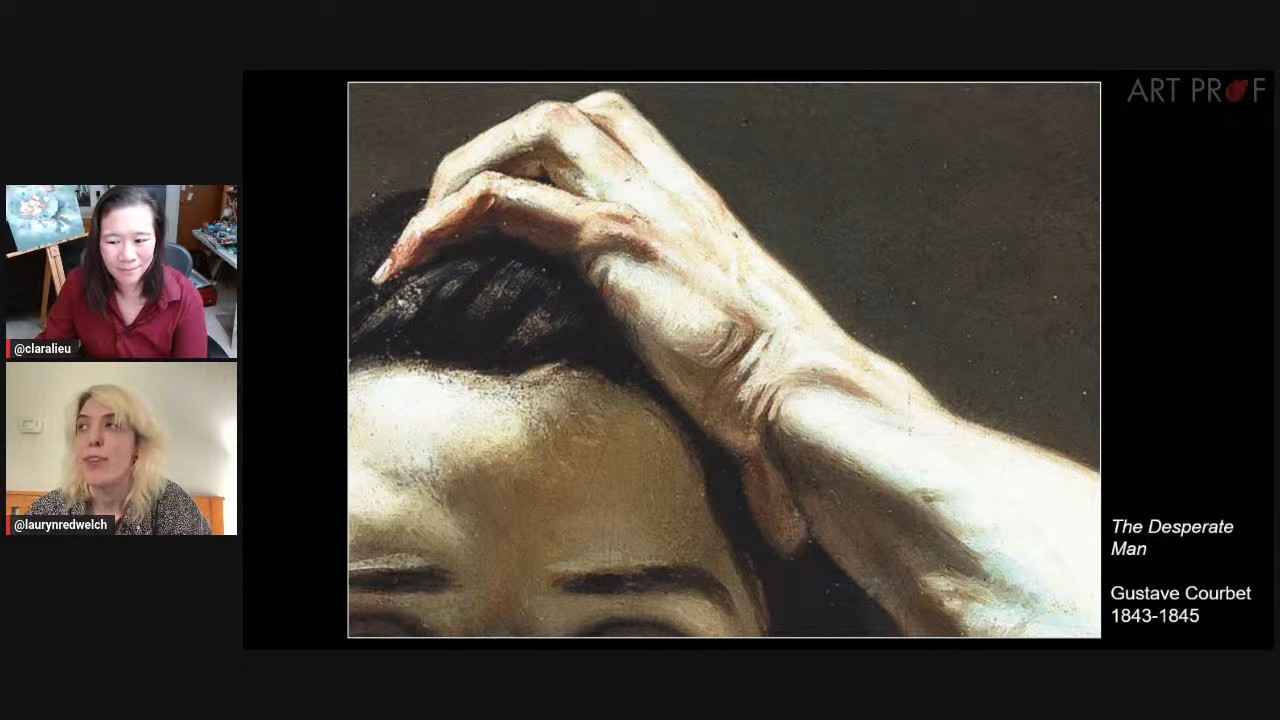 ART PROF
@claralieu
@laurynredwelch
The Desperate
Man
Gustave Courbet
1843-1845